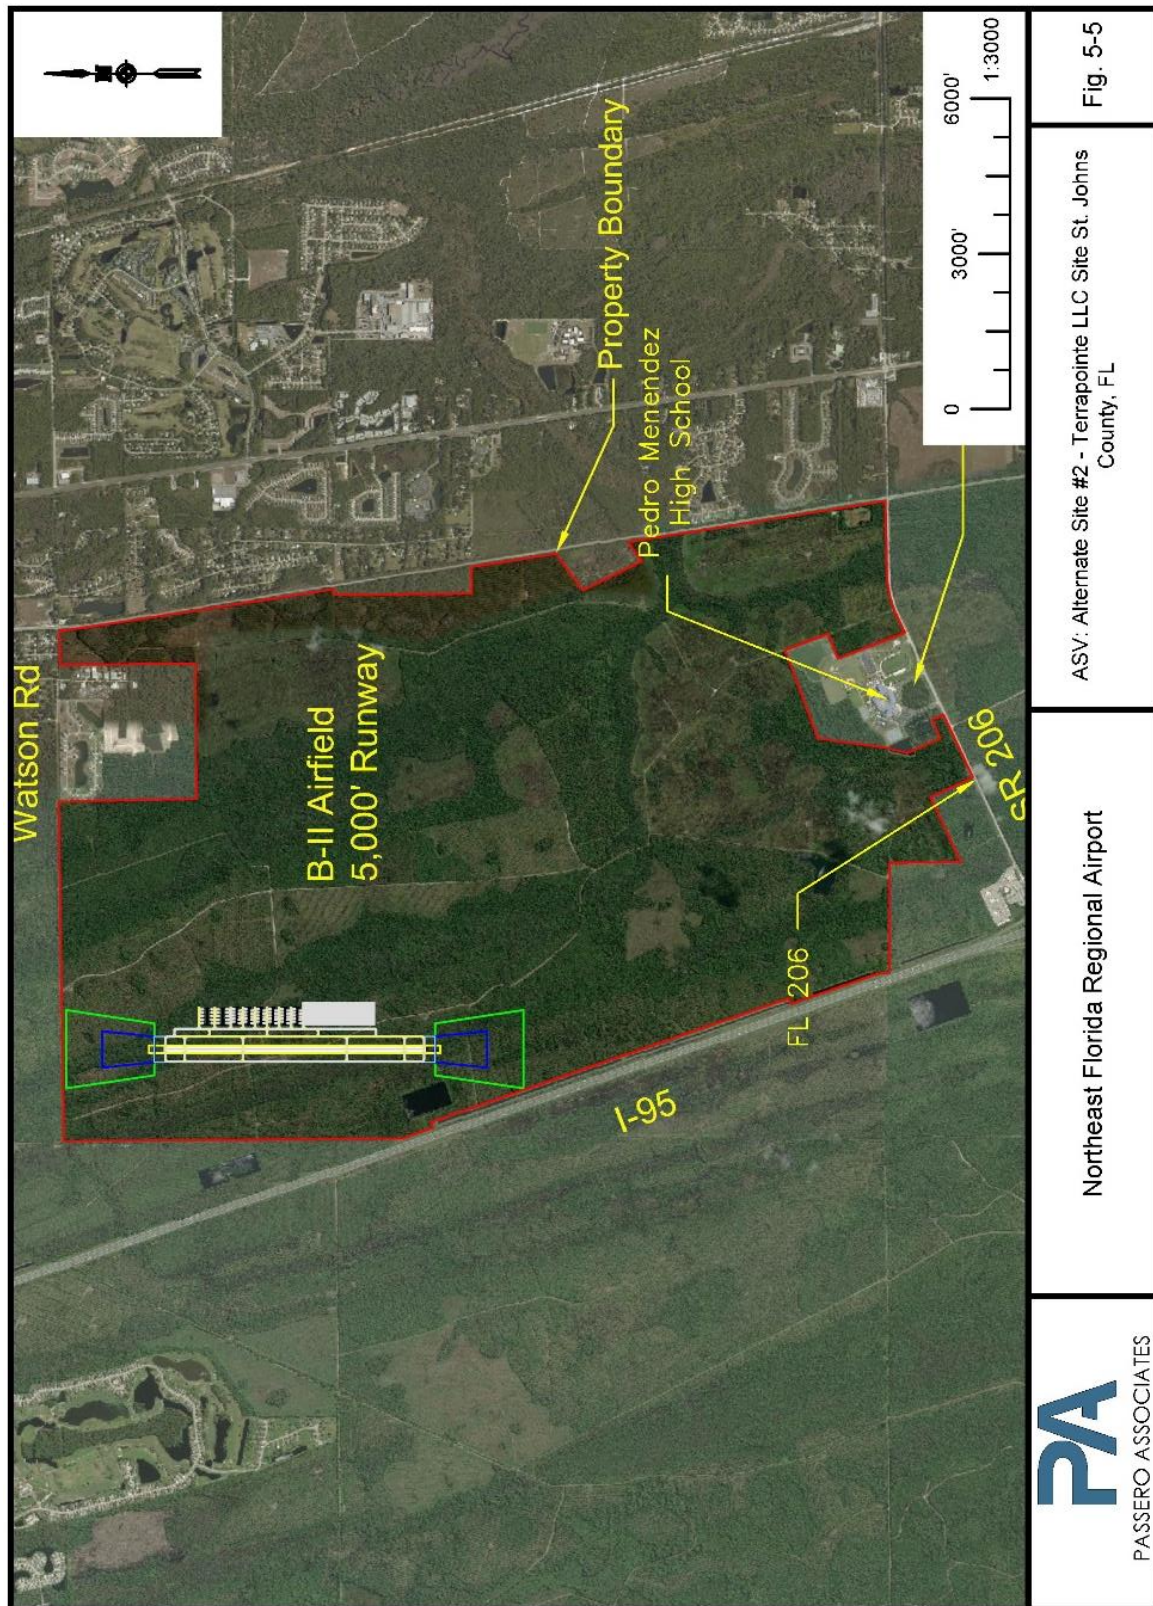 Watson Rd
B-II Airfield
5,000' Runway
Property Boundary
Pedro Menendez
High School
I-95
FL 206
SR 206
0 3000' 6000'
1:3000
N
PA
PASSERO ASSOCIATES
Northeast Florida Regional Airport
ASV: Alternate Site #2 - Terrapointe LLC Site St. Johns
County, FL
Fig. 5-5